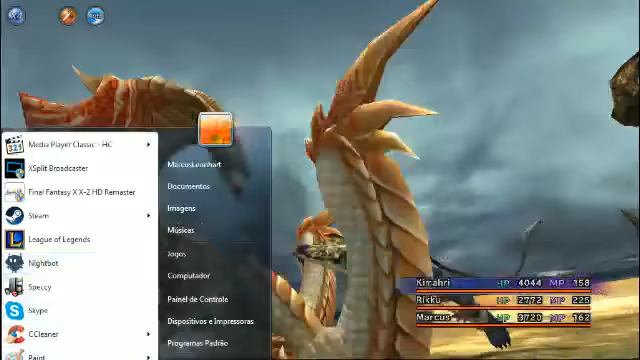 Media Player Classic - HC
XSplit Broadcaster
Final Fantasy X X-2 HD Remaster
Steam
League of Legends
Nightbot
Speccy
Skype
CCleaner
Paint
MarcosLeonhart
Documentos
Imagens
Músicas
Jogos
Computador
Painel de Controle
Dispositivos e Impressoras
Programas Padrão
Kimahri HP 4044 MP 158
Rikku HP 2772 MP 225
Marcus HP 3720 MP 162